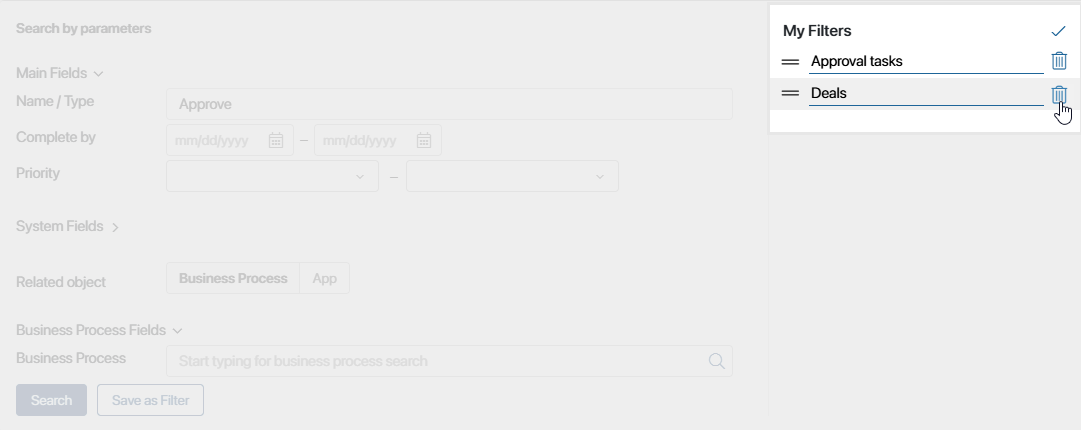 Search by parameters
Main Fields
Name / Type
Approve
Complete by
mm/dd/yyyy – mm/dd/yyyy
Priority
–
System Fields
Related object
Business Process App
Business Process Fields
Business Process
Start typing for business process search
Search Save as Filter
My Filters
Approval tasks
Deals